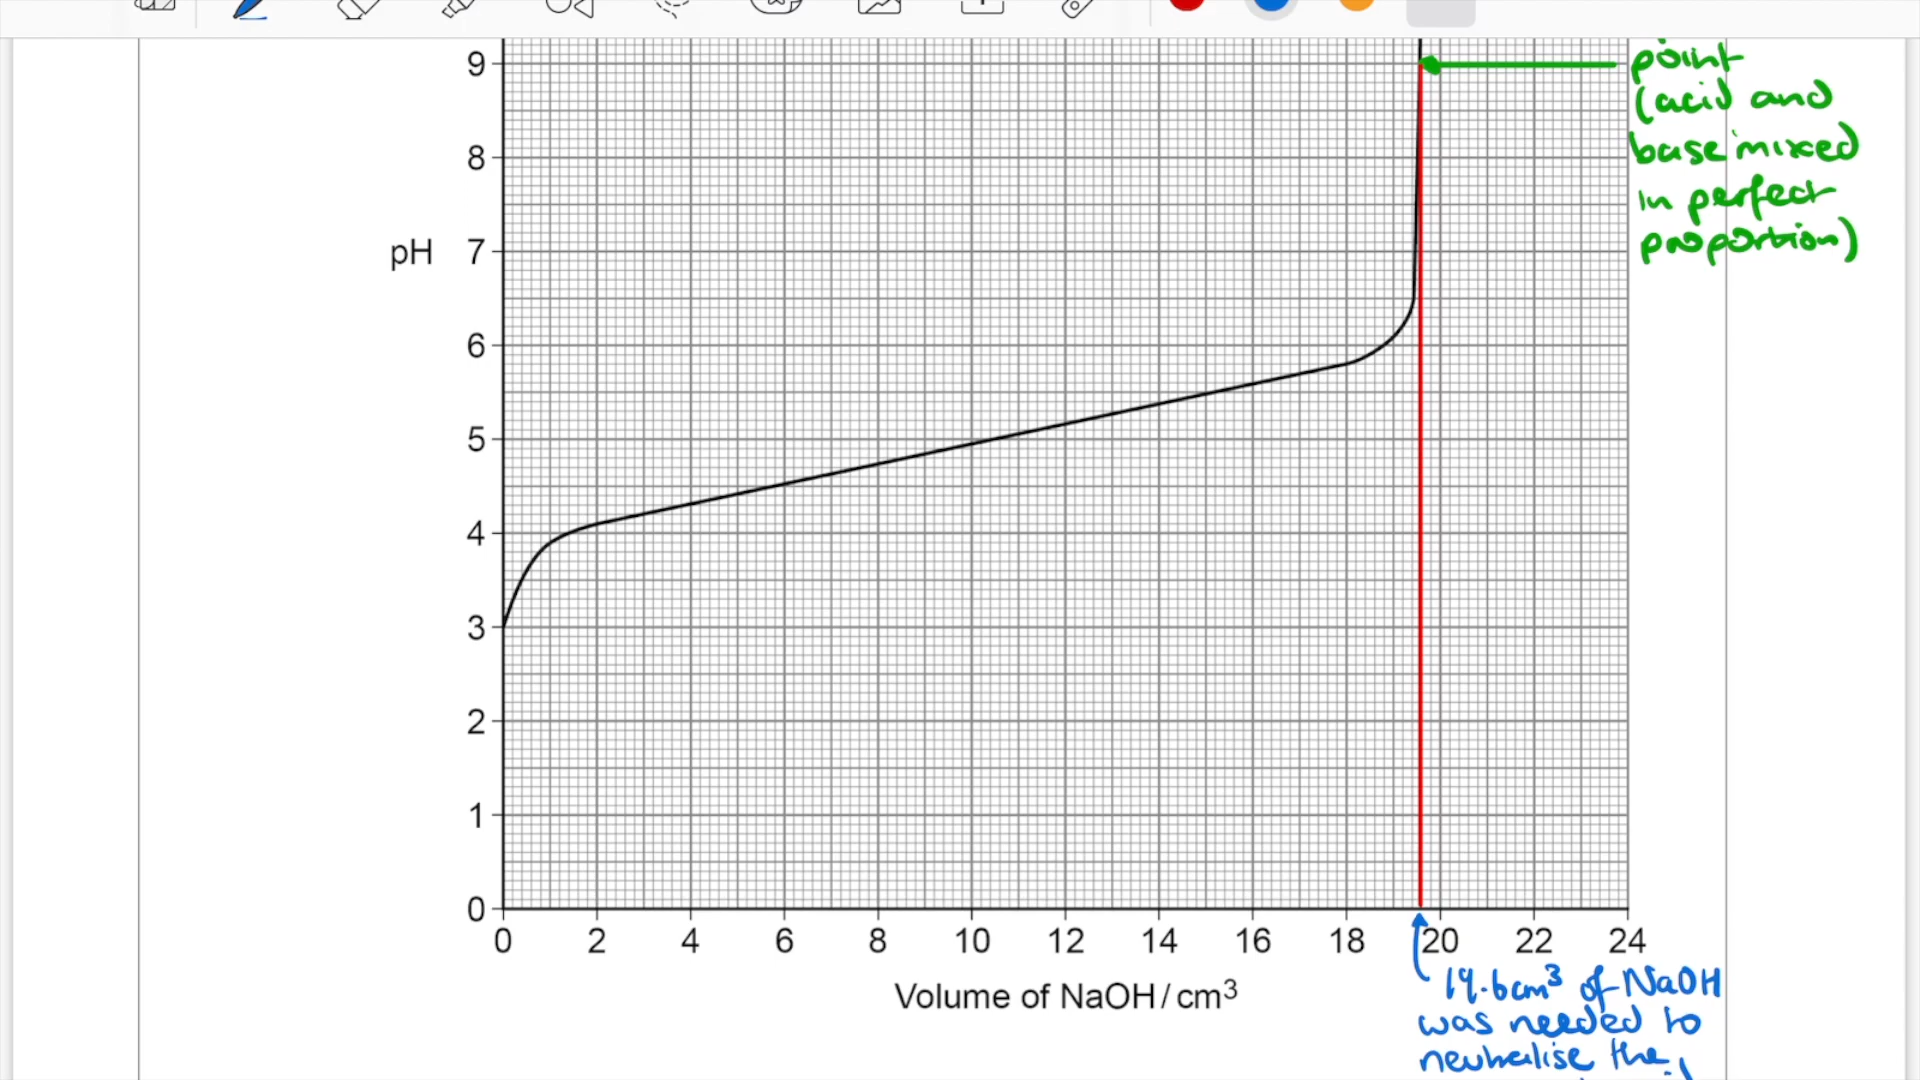 9
point
(acid and
8
base mixed
in perfect
pH 7
proportion)
6
5
4
3
2
1
0
0 2 4 6 8 10 12 14 16 18 20 22 24
Volume of NaOH / cm³
19.6cm³ of NaOH
was needed to
neutralise the